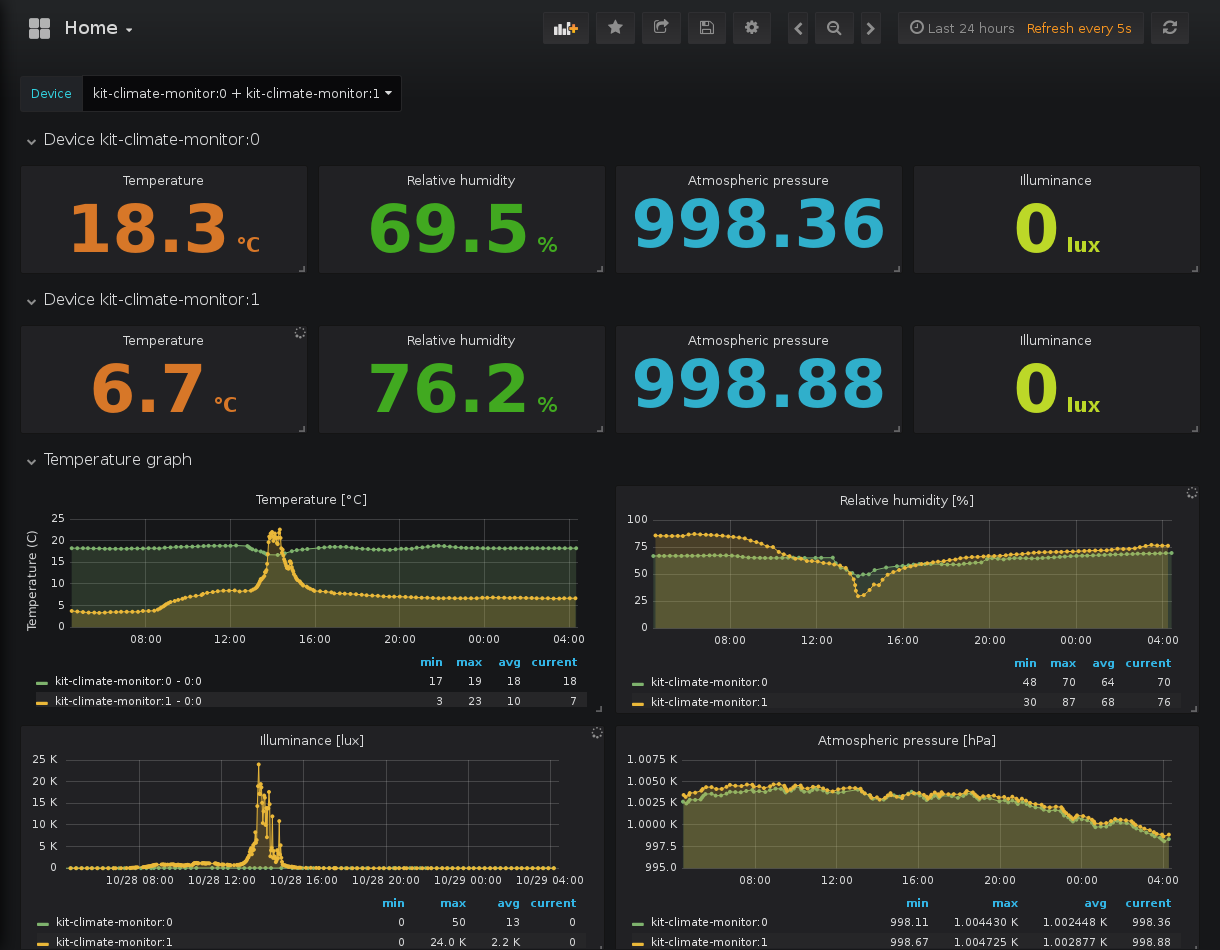 Home
Last 24 hours Refresh every 5s
Device kit-climate-monitor:0 + kit-climate-monitor:1
Device kit-climate-monitor:0
Temperature Relative humidity Atmospheric pressure Illuminance
18.3 °C 69.5 % 998.36 0 lux
Device kit-climate-monitor:1
Temperature Relative humidity Atmospheric pressure Illuminance
6.7 °C 76.2 % 998.88 0 lux
Temperature graph
Temperature [°C]
Temperature (C)
25
20
15
10
5
0
08:00 12:00 16:00 20:00 00:00 04:00
min max avg current
kit-climate-monitor:0 - 0:0 17 19 18 18
kit-climate-monitor:1 - 0:0 3 23 10 7
Relative humidity [%]
100
75
50
25
0
08:00 12:00 16:00 20:00 00:00 04:00
min max avg current
kit-climate-monitor:0 48 70 64 70
kit-climate-monitor:1 30 87 68 76
Illuminance [lux]
25 K
20 K
15 K
10 K
5 K
0
10/28 08:00 10/28 12:00 10/28 16:00 10/28 20:00 10/29 00:00 10/29 04:00
min max avg current
kit-climate-monitor:0 0 50 13 0
kit-climate-monitor:1 0 24.0 K 2.2 K 0
Atmospheric pressure [hPa]
1.0075 K
1.0050 K
1.0025 K
1.0000 K
997.5
995.0
08:00 12:00 16:00 20:00 00:00 04:00
min max avg current
kit-climate-monitor:0 998.11 1.004430 K 1.002448 K 998.36
kit-climate-monitor:1 998.67 1.004725 K 1.002877 K 998.88